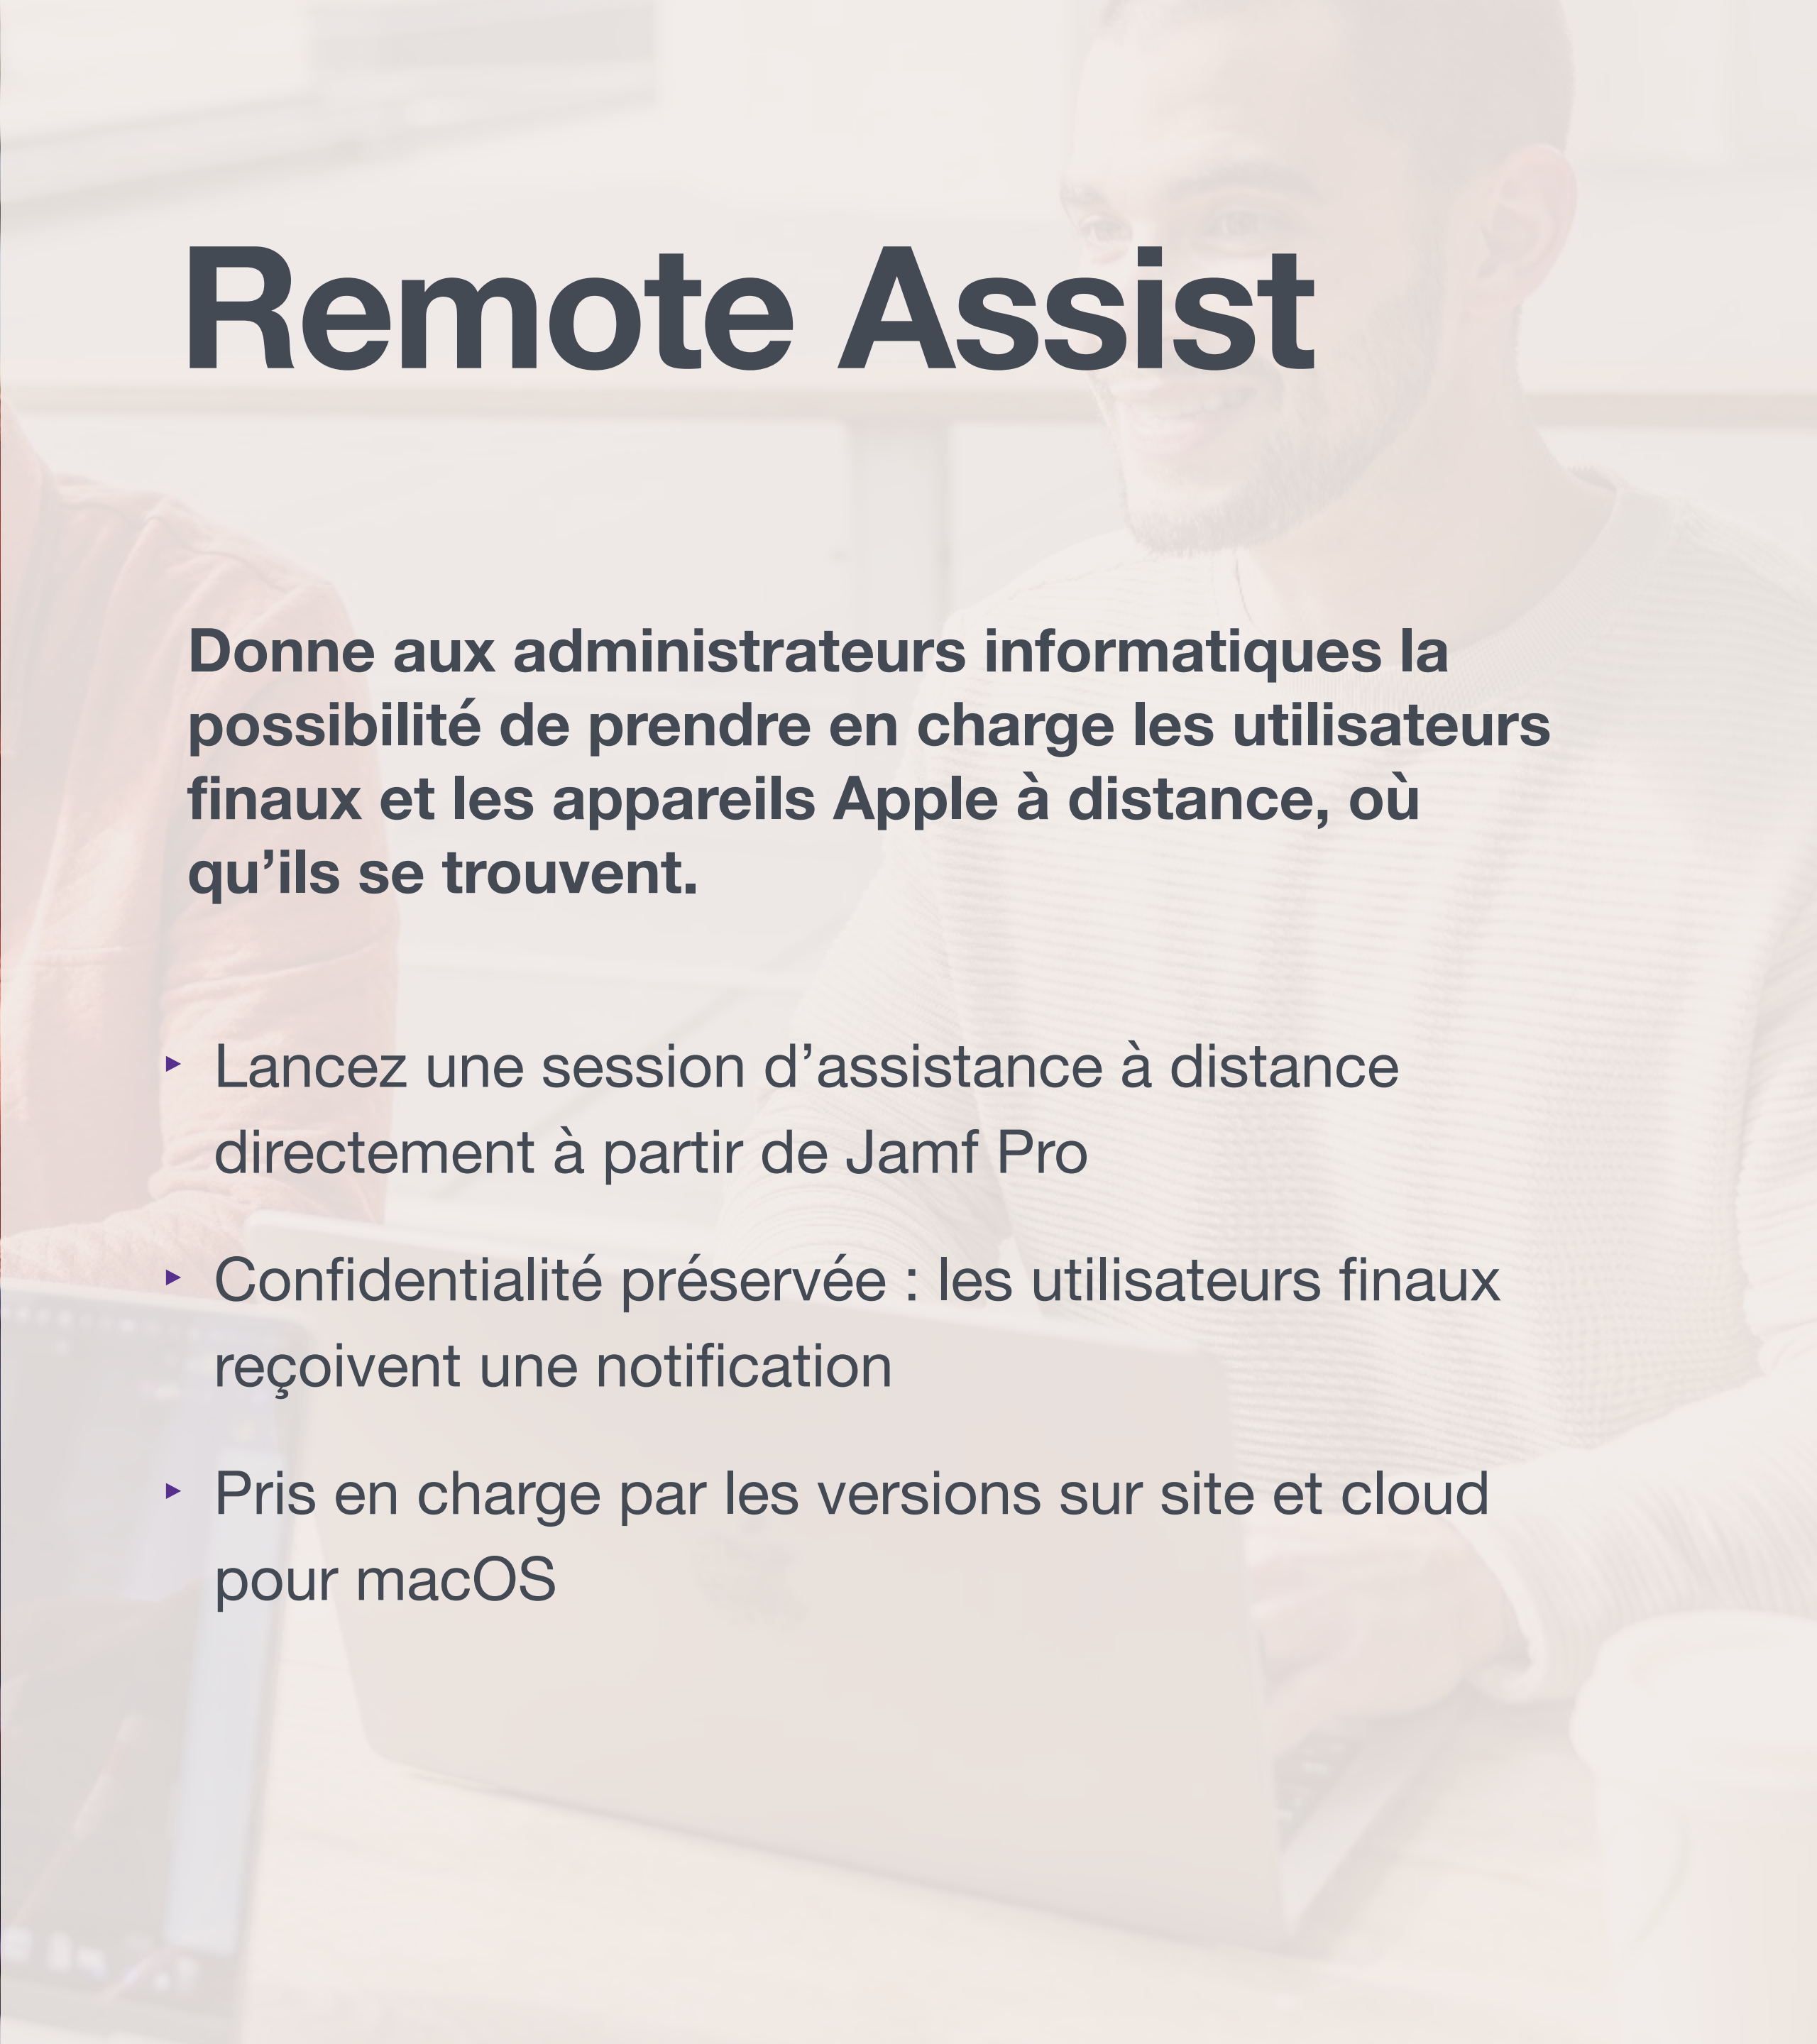 Remote Assist
Donne aux administrateurs informatiques la
possibilité de prendre en charge les utilisateurs
finaux et les appareils Apple à distance, où
qu’ils se trouvent.
▸ Lancez une session d’assistance à distance
directement à partir de Jamf Pro
▸ Confidentialité préservée : les utilisateurs finaux
reçoivent une notification
▸ Pris en charge par les versions sur site et cloud
pour macOS